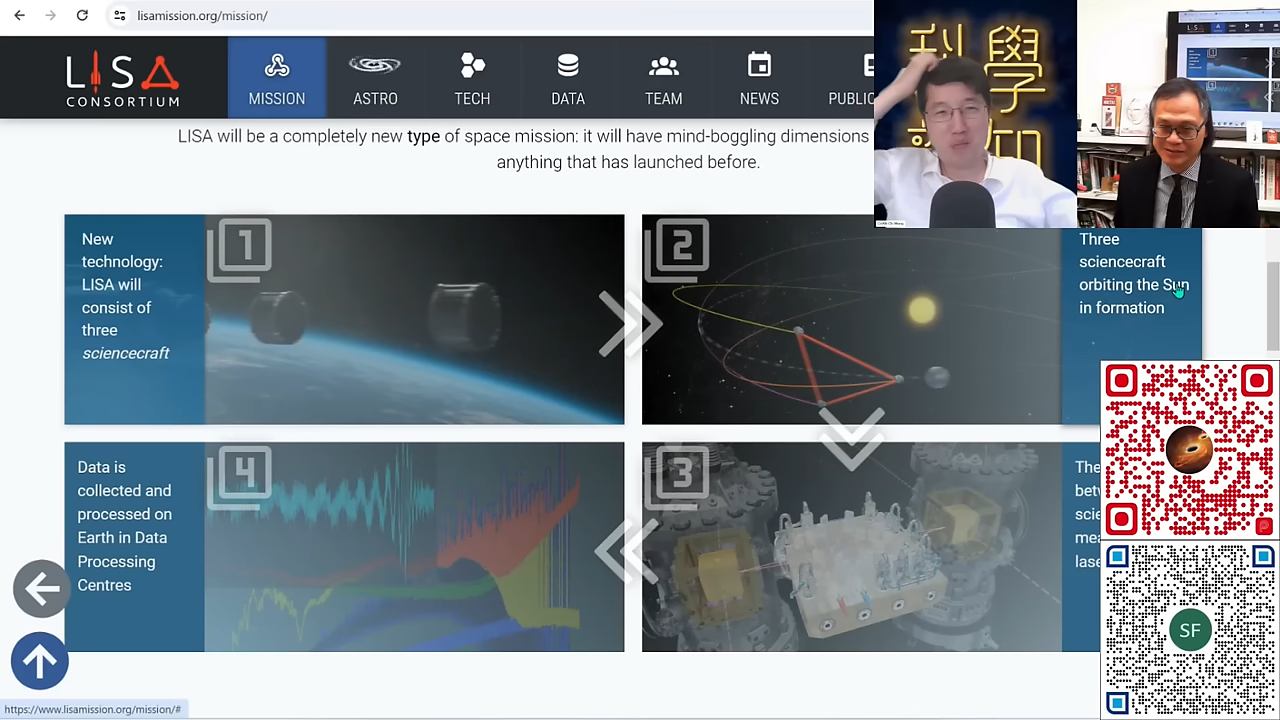 lisamission.org/mission/
LISA
CONSORTIUM
MISSION
ASTRO
TECH
DATA
TEAM
NEWS
科學
LISA will be a completely new type of spacemission: it will have mind-boggling dimensions
anything that has launched before.
New
technology:
LISA will
consist of
three
sciencecraft
1
2
Three
sciencecraft
orbiting the Sun
in formation
Data is
collected and
processed on
Earth in Data
Processing
Centres
4
3
SF
https://www.lisamission.org/mission/#